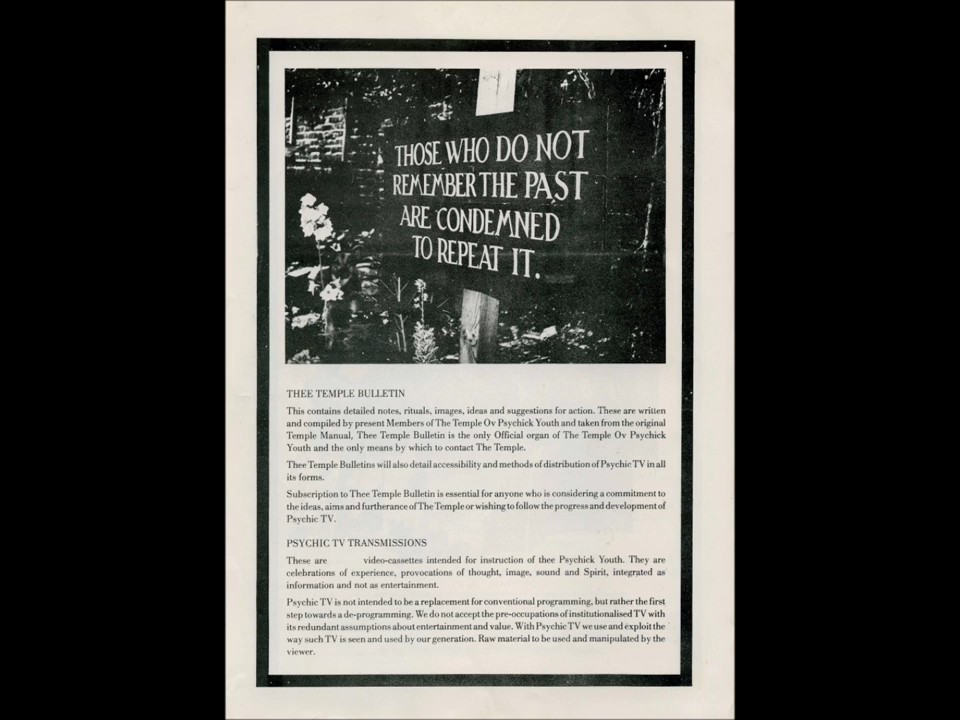 THOSE WHO DO NOT
REMEMBER THE PAST
ARE CONDEMNED
TO REPEAT IT.
THEE TEMPLE BULLETIN
This contains detailed notes, rituals, images, ideas and suggestions for action. These are written
and compiled by present Members of The Temple Ov Psychick Youth and taken from the original
Temple Manual, Thee Temple Bulletin is the only Official organ of The Temple Ov Psychick
Youth and the only means by which to contact The Temple.
Thee Temple Bulletins will also detail accessibility and methods of distribution of Psychic TV in all
its forms.
Subscription to Thee Temple Bulletin is essential for anyone who is considering a commitment to
the ideas, aims and furtherance of The Temple or wishing to follow the progress and development of
Psychic TV.
PSYCHIC TV TRANSMISSIONS
These are video-cassettes intended for instruction of thee Psychick Youth. They are
celebrations of experience, provocations of thought, image, sound and Spirit, integrated as
information and not as entertainment.
Psychic TV is not intended to be a replacement for conventional programming, but rather the first
step towards a de-programming. We do not accept the pre-occupations of institutionalised TV with
its redundant assumptions about entertainment and value. With Psychic TV we use and exploit the
way such TV is seen and used by our generation. Raw material to be used and manipulated by the
viewer.